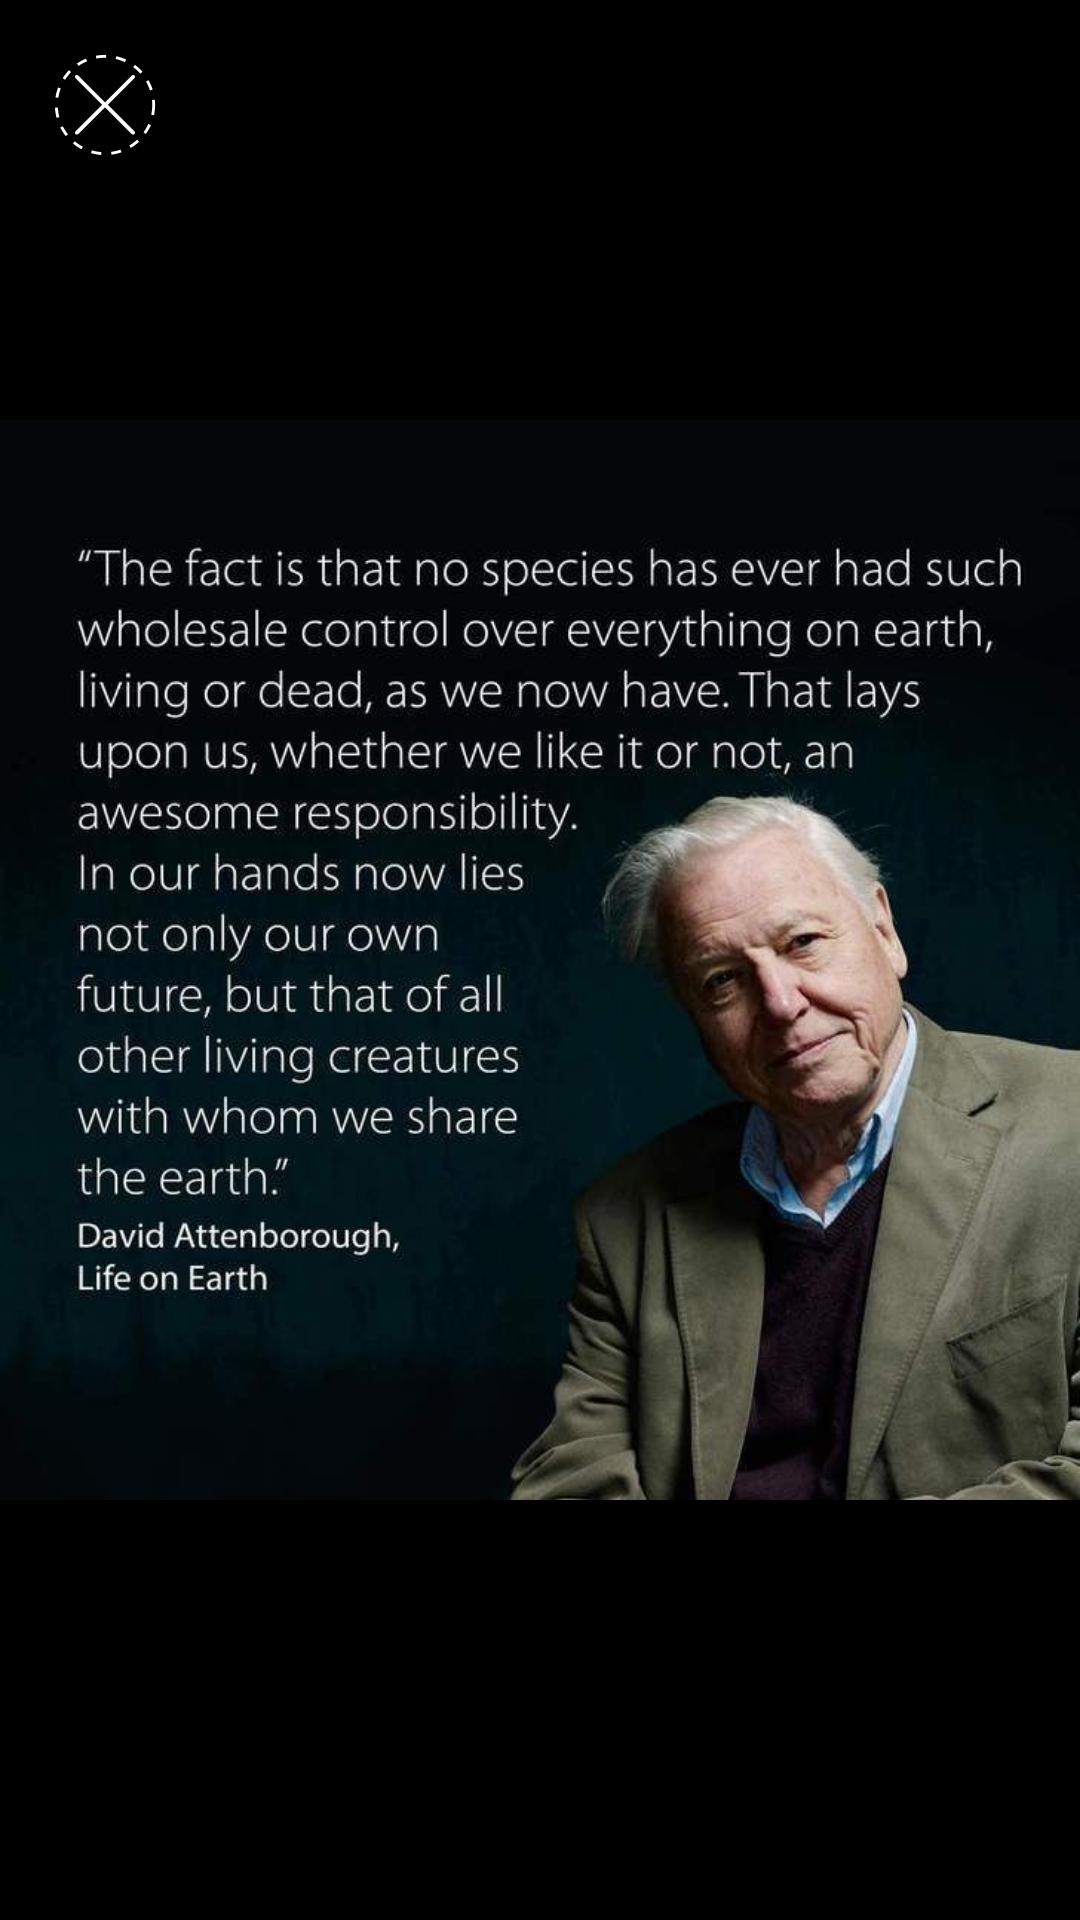 “The fact is that no species has ever had such
wholesale control over everything on earth,
living or dead, as we now have. That lays
upon us, whether we like it or not, an
awesome responsibility.
In our hands now lies
not only our own
future, but that of all
other living creatures
with whom we share
the earth.”
David Attenborough,
Life on Earth